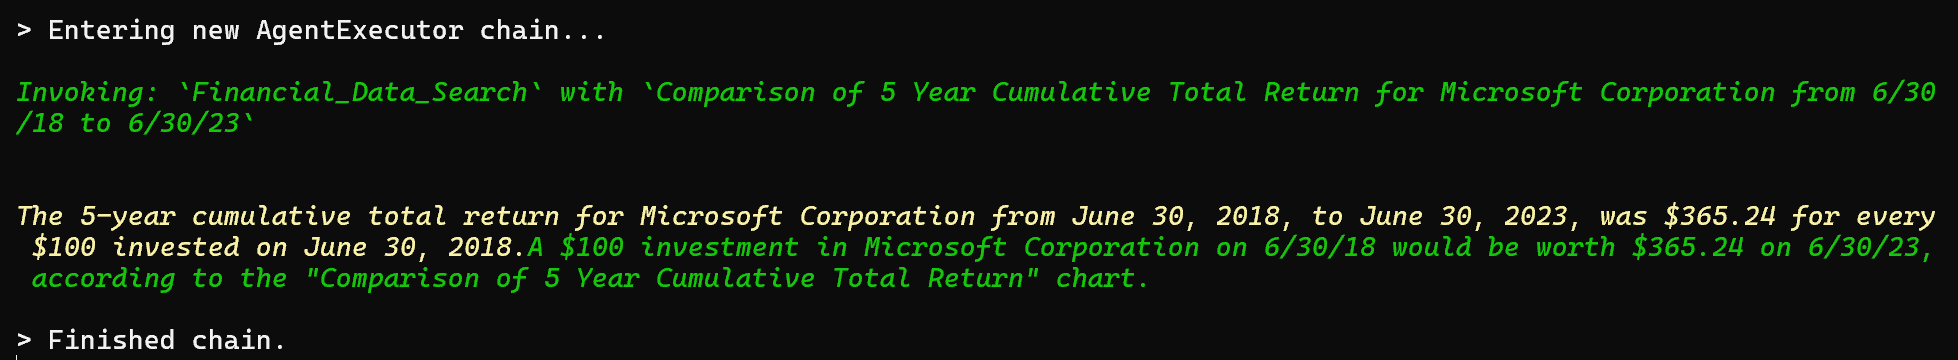 > Entering new AgentExecutor chain...
Invoking: `Financial_Data_Search` with `Comparison of 5 Year Cumulative Total Return for Microsoft Corporation from 6/30
/18 to 6/30/23`
The 5-year cumulative total return for Microsoft Corporation from June 30, 2018, to June 30, 2023, was $365.24 for every
$100 invested on June 30, 2018.A $100 investment in Microsoft Corporation on 6/30/18 would be worth $365.24 on 6/30/23,
according to the "Comparison of 5 Year Cumulative Total Return" chart.
> Finished chain.